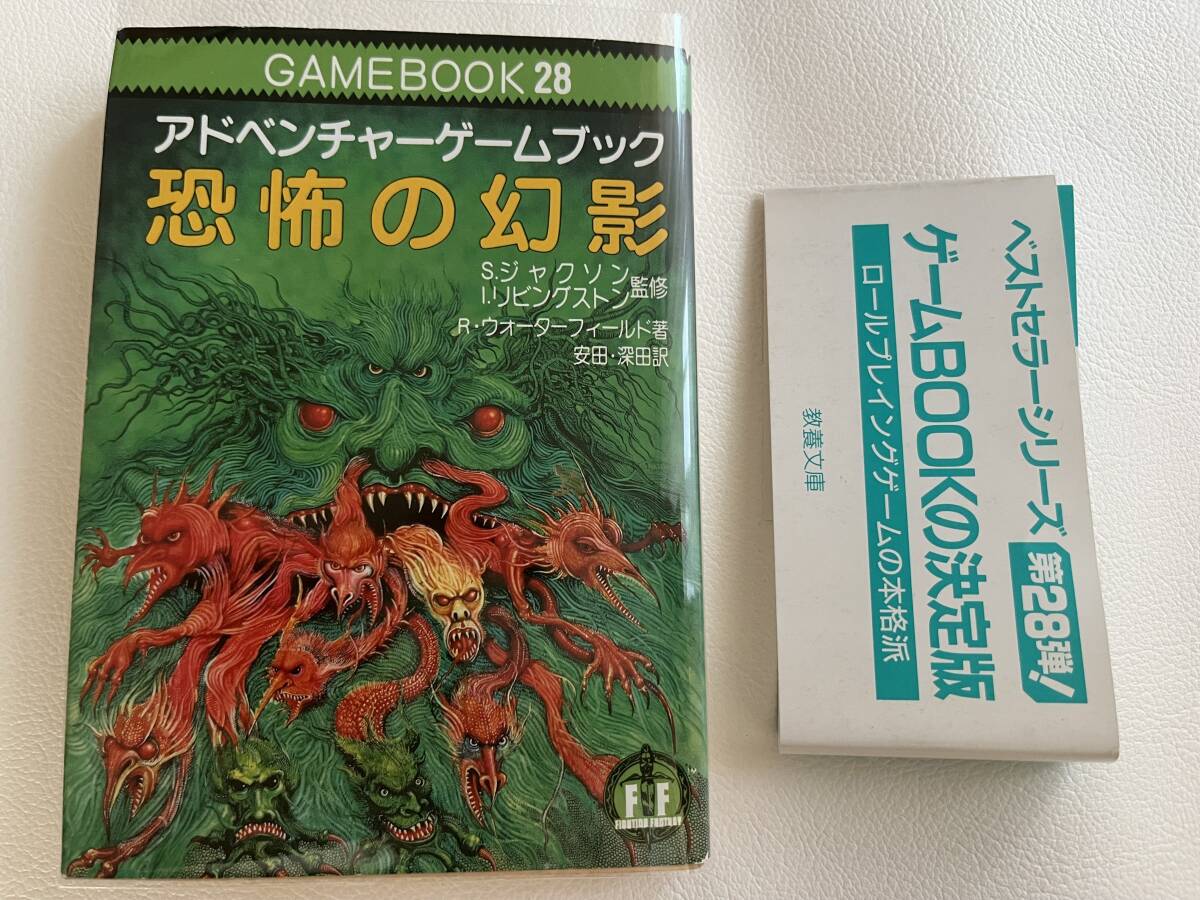 GAMEBOOK 28
アドベンチャーゲームブック
恐怖の幻影
S.ジャクソン
I.リビングストン監修
R・ウォーターフィールド著
安田・深田訳
FF
FIGHTING FANTASY
TM
ベストセラーシリーズ 第28弾!
ゲームBOOKの決定版
ロールプレイングゲームの本格派
教養文庫